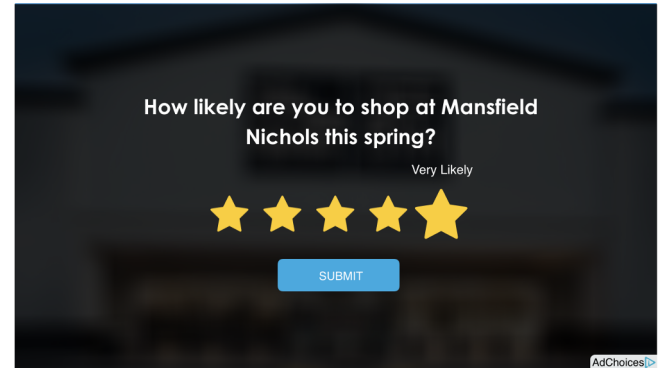 How likely are you to shop at Mansfield
Nichols this spring?
Very Likely
SUBMIT
AdChoices